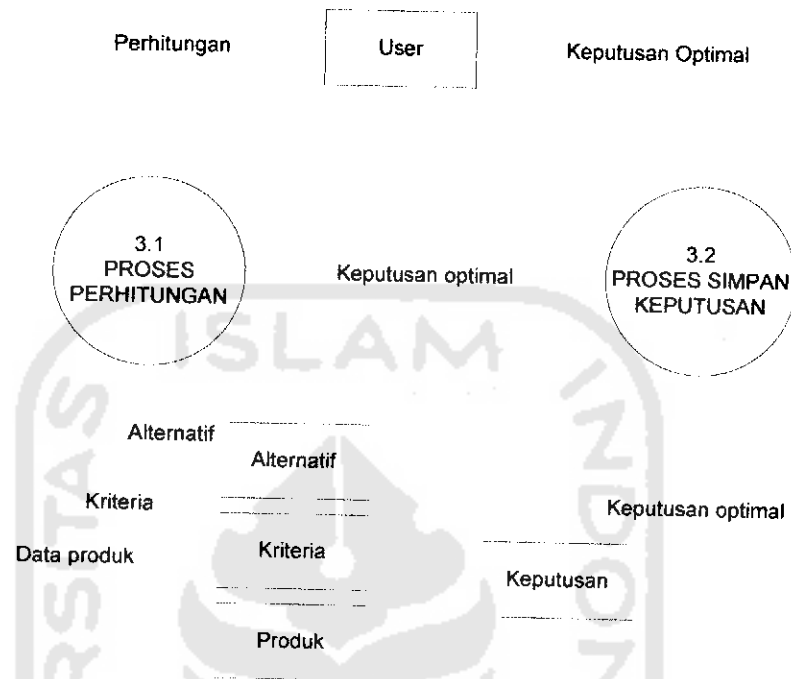 Perhitungan
User
Keputusan Optimal
3.1
PROSES
PERHITUNGAN
Keputusan optimal
3.2
PROSES SIMPAN
KEPUTUSAN
ISLAM
Alternatif
Alternatif
Kriteria
Keputusan optimal
Data produk
Kriteria
Keputusan
Produk